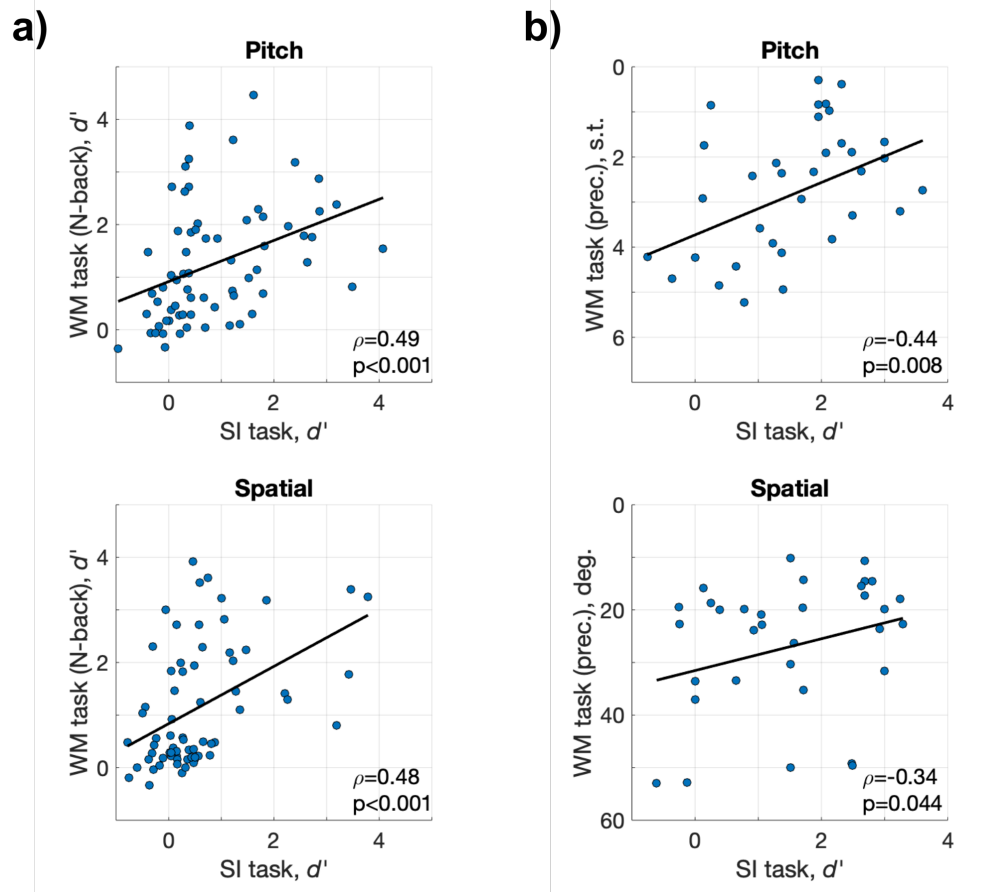 a)
Pitch
WM task (N-back), d'
4
2
0
0 2 4
SI task, d'
ρ=0.49
p<0.001
b)
Pitch
WM task (prec.), s.t.
0
2
4
6
0 2 4
SI task, d'
ρ=-0.44
p=0.008
Spatial
WM task (N-back), d'
4
2
0
0 2 4
SI task, d'
ρ=0.48
p<0.001
Spatial
WM task (prec.), deg.
0
20
40
60
0 2 4
SI task, d'
ρ=-0.34
p=0.044